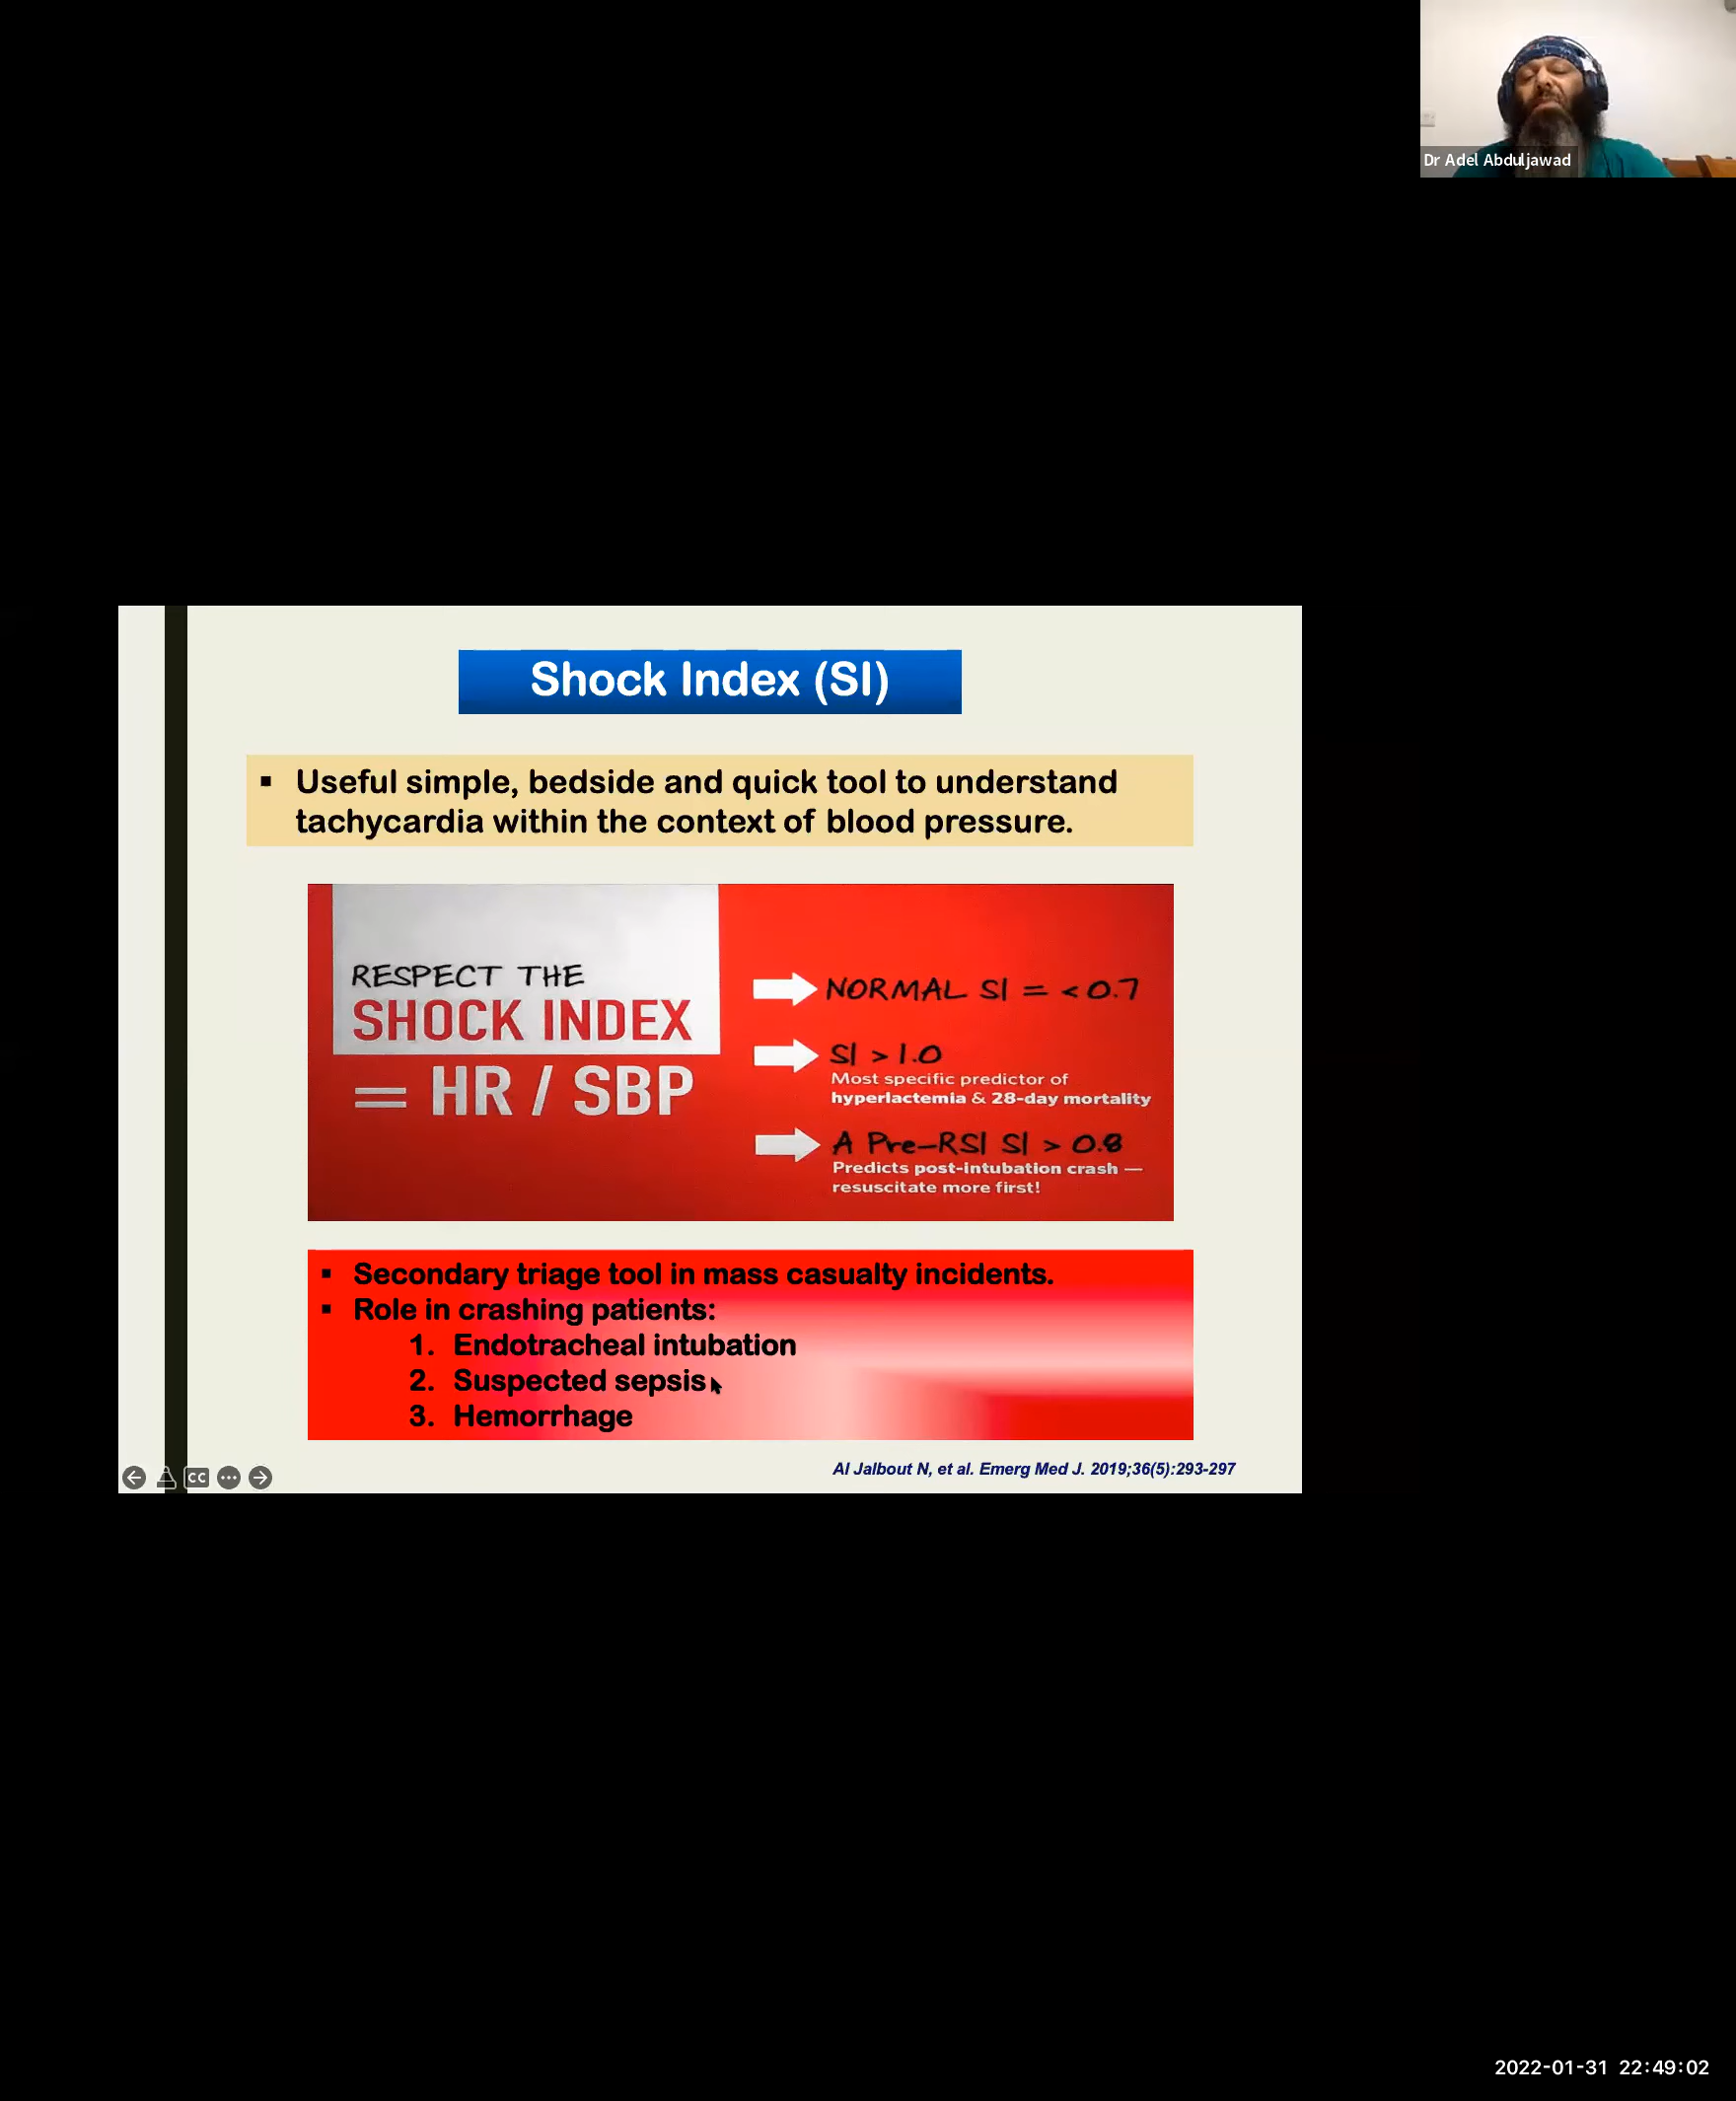 Dr Adel Abduljawad
Shock Index (SI)
▪ Useful simple, bedside and quick tool to understand
tachycardia within the context of blood pressure.
RESPECT THE
SHOCK INDEX
= HR / SBP
NORMAL SI = <0.7
SI > 1.0
Most specific predictor of
hyperlactemia & 28-day mortality
A Pre-RSI SI > 0.8
Predicts post-intubation crash —
resuscitate more first!
▪ Secondary triage tool in mass casualty incidents.
▪ Role in crashing patients:
1. Endotracheal intubation
2. Suspected sepsis
3. Hemorrhage
Al Jalbout N, et al. Emerg Med J. 2019;36(5):293-297
CC
2022-01-31 22:49:02